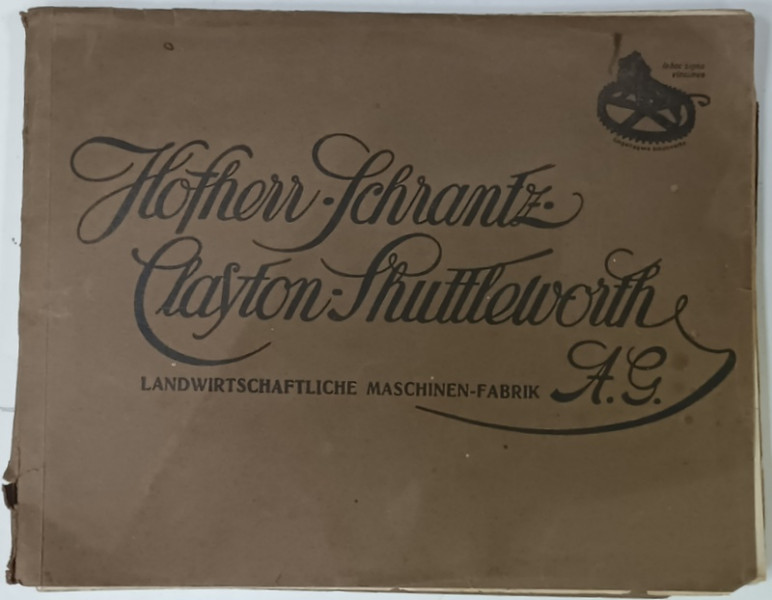 Hofherr-Schrantz-
Clayton-Shuttleworth
LANDWIRTSCHAFTLICHE MASCHINEN-FABRIK A.G.